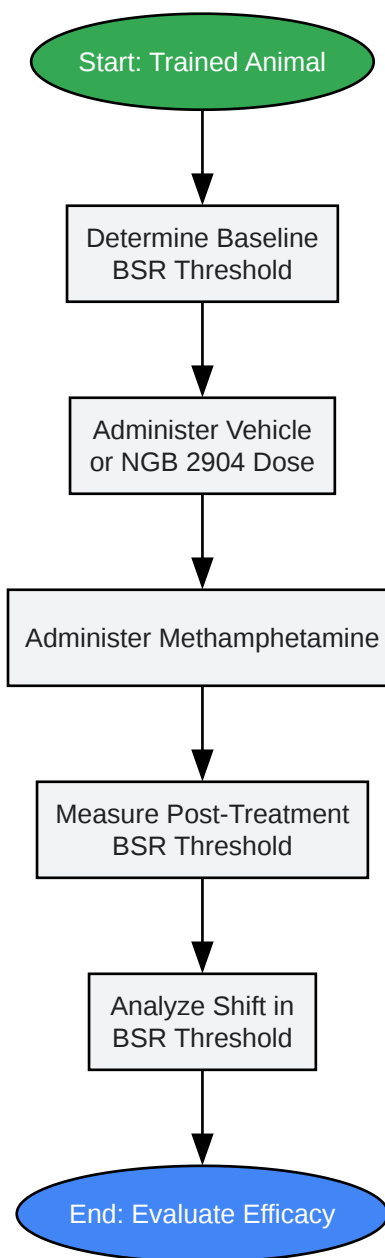 Start: Trained Animal
Determine Baseline
BSR Threshold
Administer Vehicle
or NGB 2904 Dose
Administer Methamphetamine
Measure Post-Treatment
BSR Threshold
Analyze Shift in
BSR Threshold
End: Evaluate Efficacy